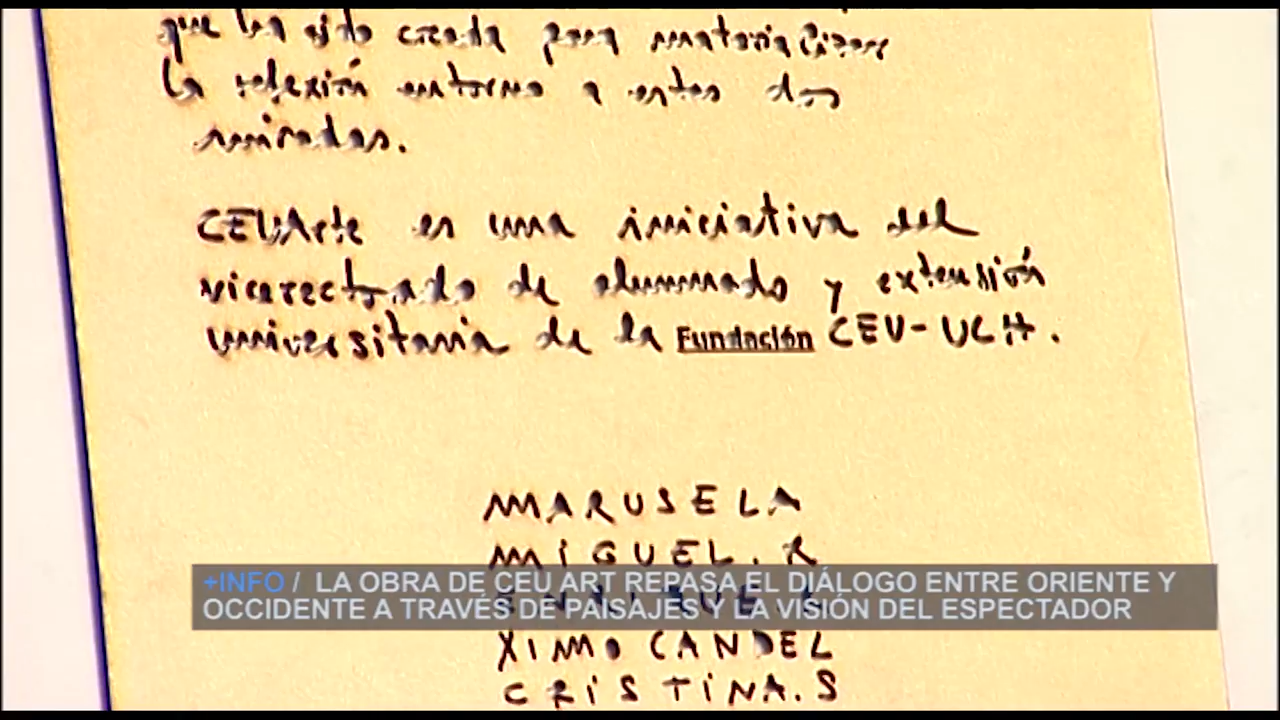 que ha sido creada para materializar
la reflexión entorno a estas dos
miradas.
CEUArte es una iniciativa del
vicerectorado de alumnado y extensión
universitaria de la Fundación CEU-UCH.
MARUSELA
MIGUEL.R
+INFO / LA OBRA DE CEU ART REPASA EL DIÁLOGO ENTRE ORIENTE Y
OCCIDENTE A TRAVÉS DE PAISAJES Y LA VISIÓN DEL ESPECTADOR
XIMO CANDEL
CRISTINA.S